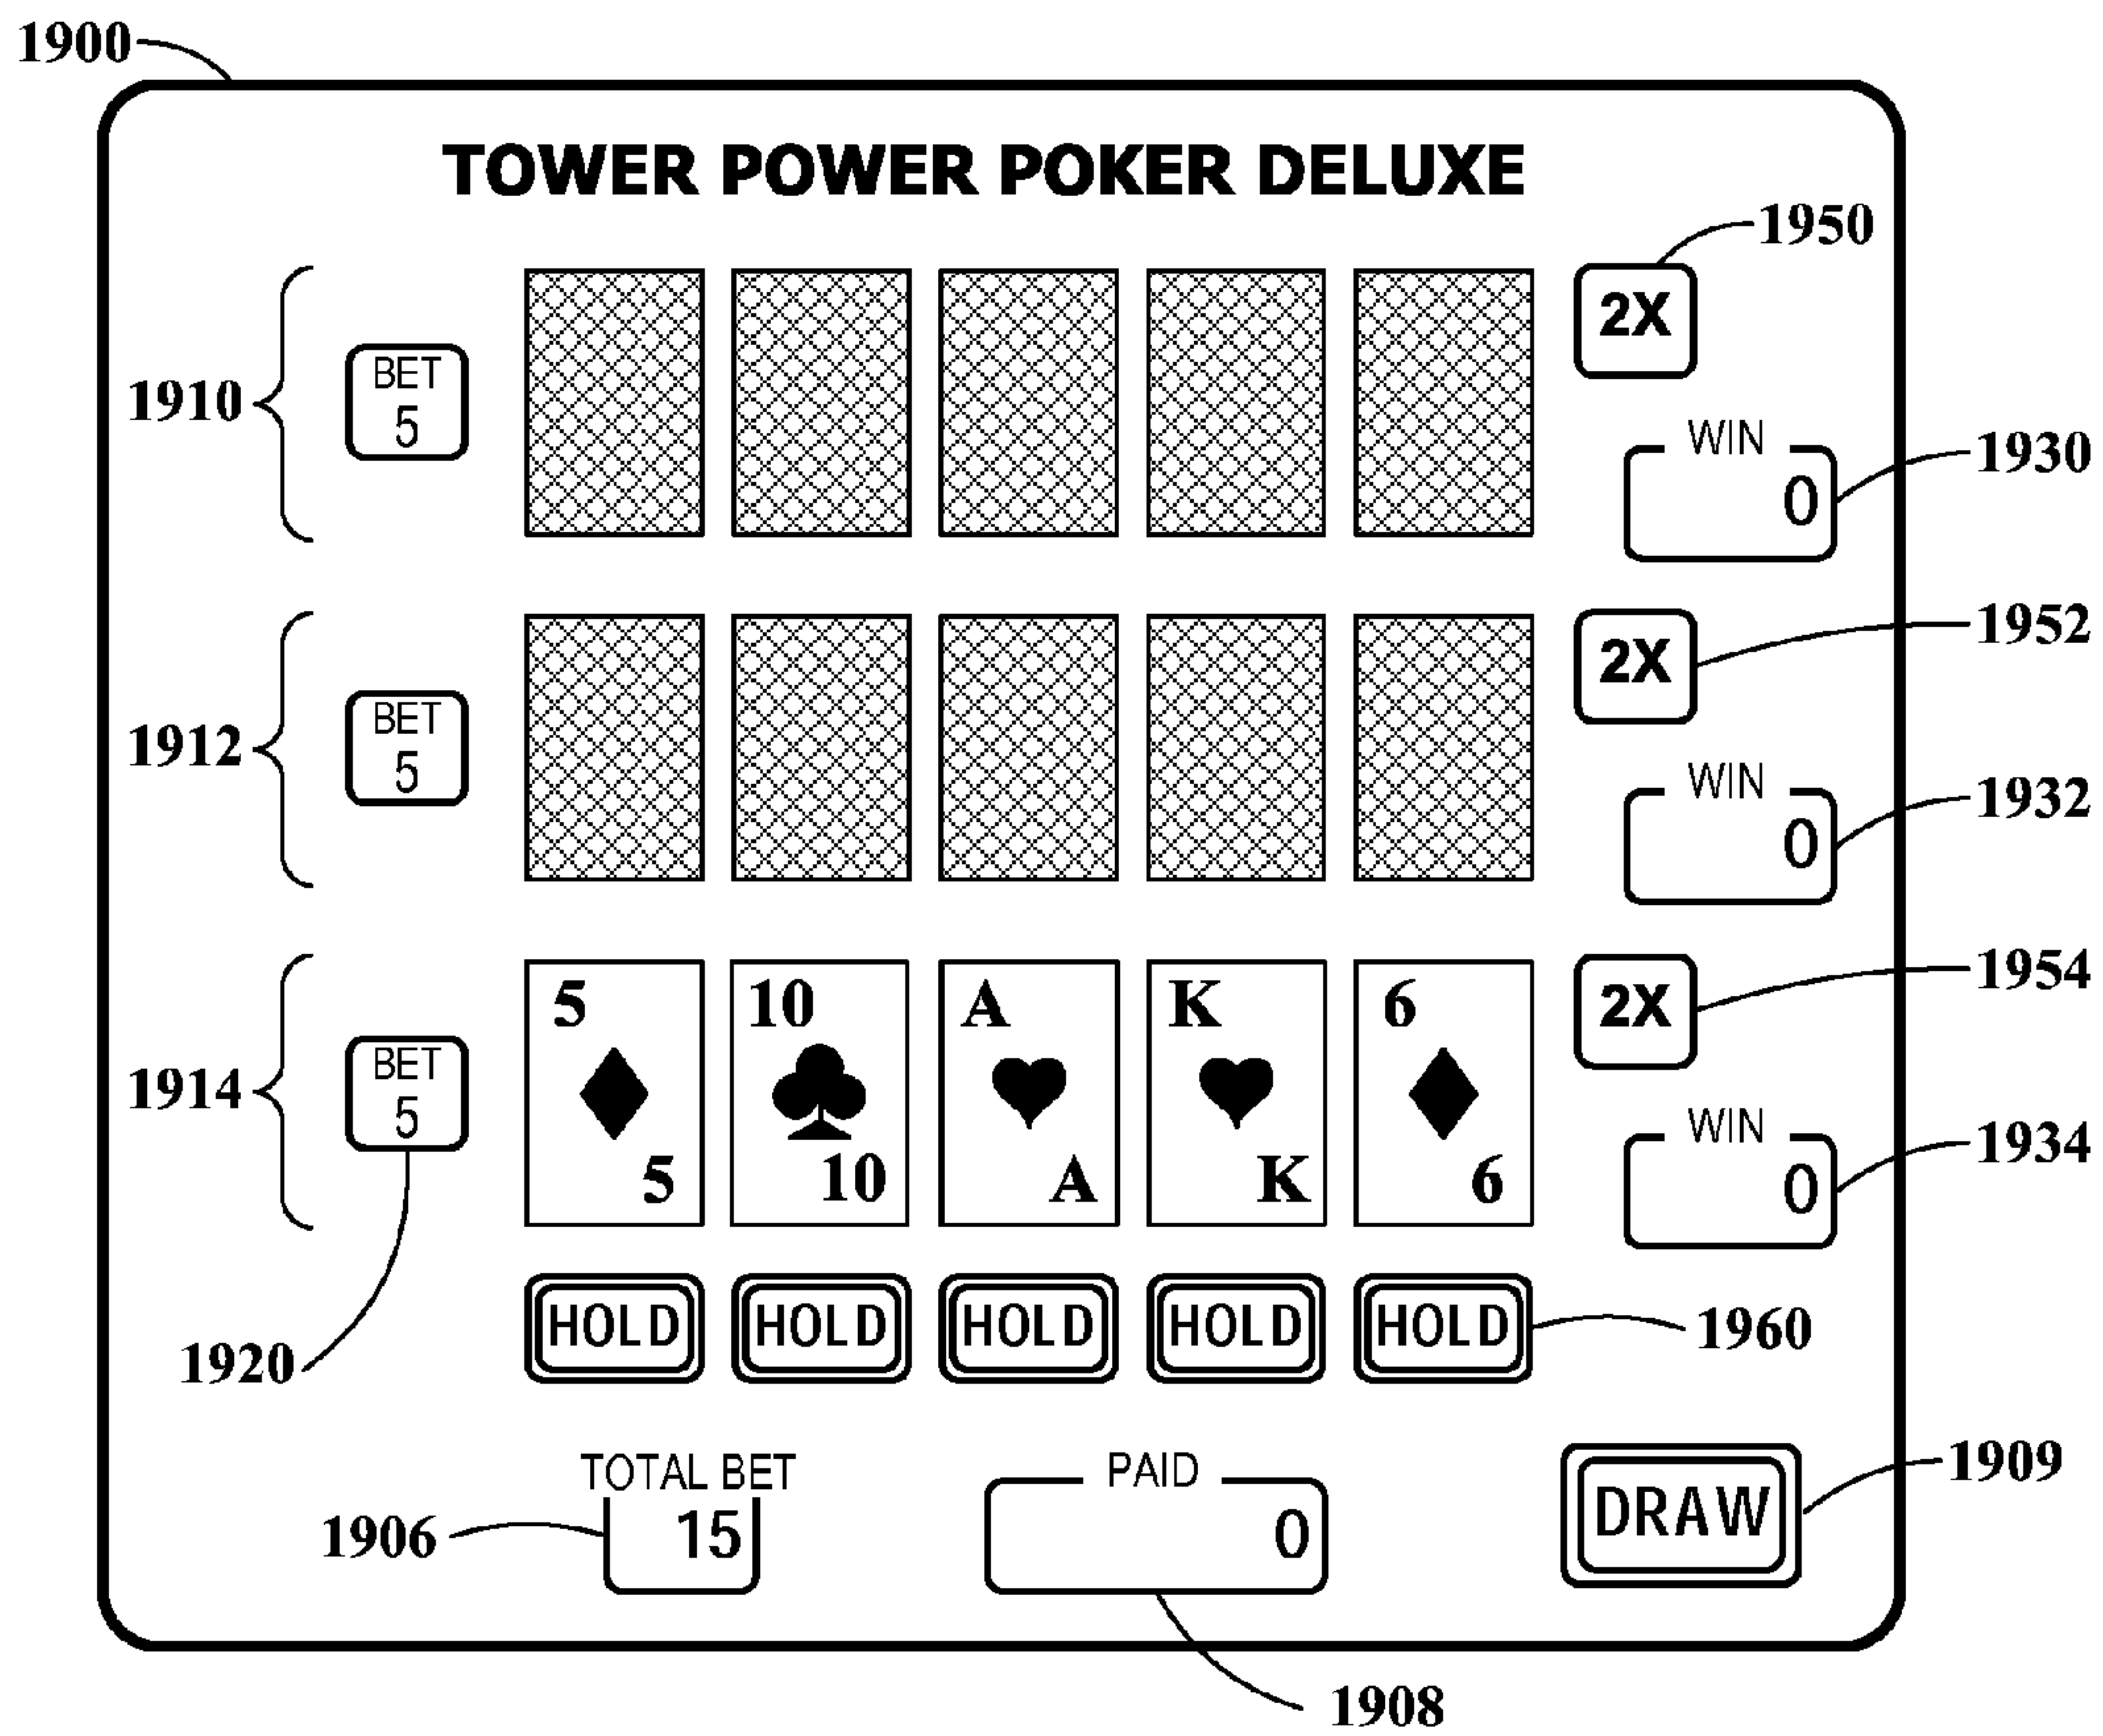 1900
TOWER POWER POKER DELUXE
1950
2X
BET
5
1910
WIN
0
1930
2X
1952
BET
5
1912
WIN
0
1932
5
5
10
10
A
A
K
K
6
6
2X
1954
BET
5
1914
WIN
0
1934
1920
HOLD HOLD HOLD HOLD HOLD
1960
TOTAL BET
15
1906
PAID
0
1908
DRAW
1909